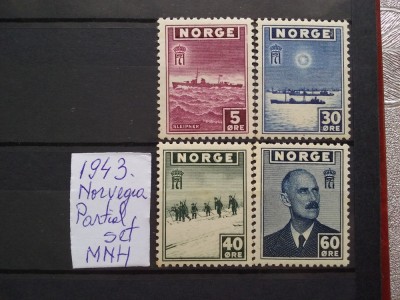 NORGE
5
ØRE
SLEIPNER
NORGE
30
ØRE
1943.
Norvegia
Partial
set
MNH
NORGE
40
ØRE
NORGE
60
ØRE